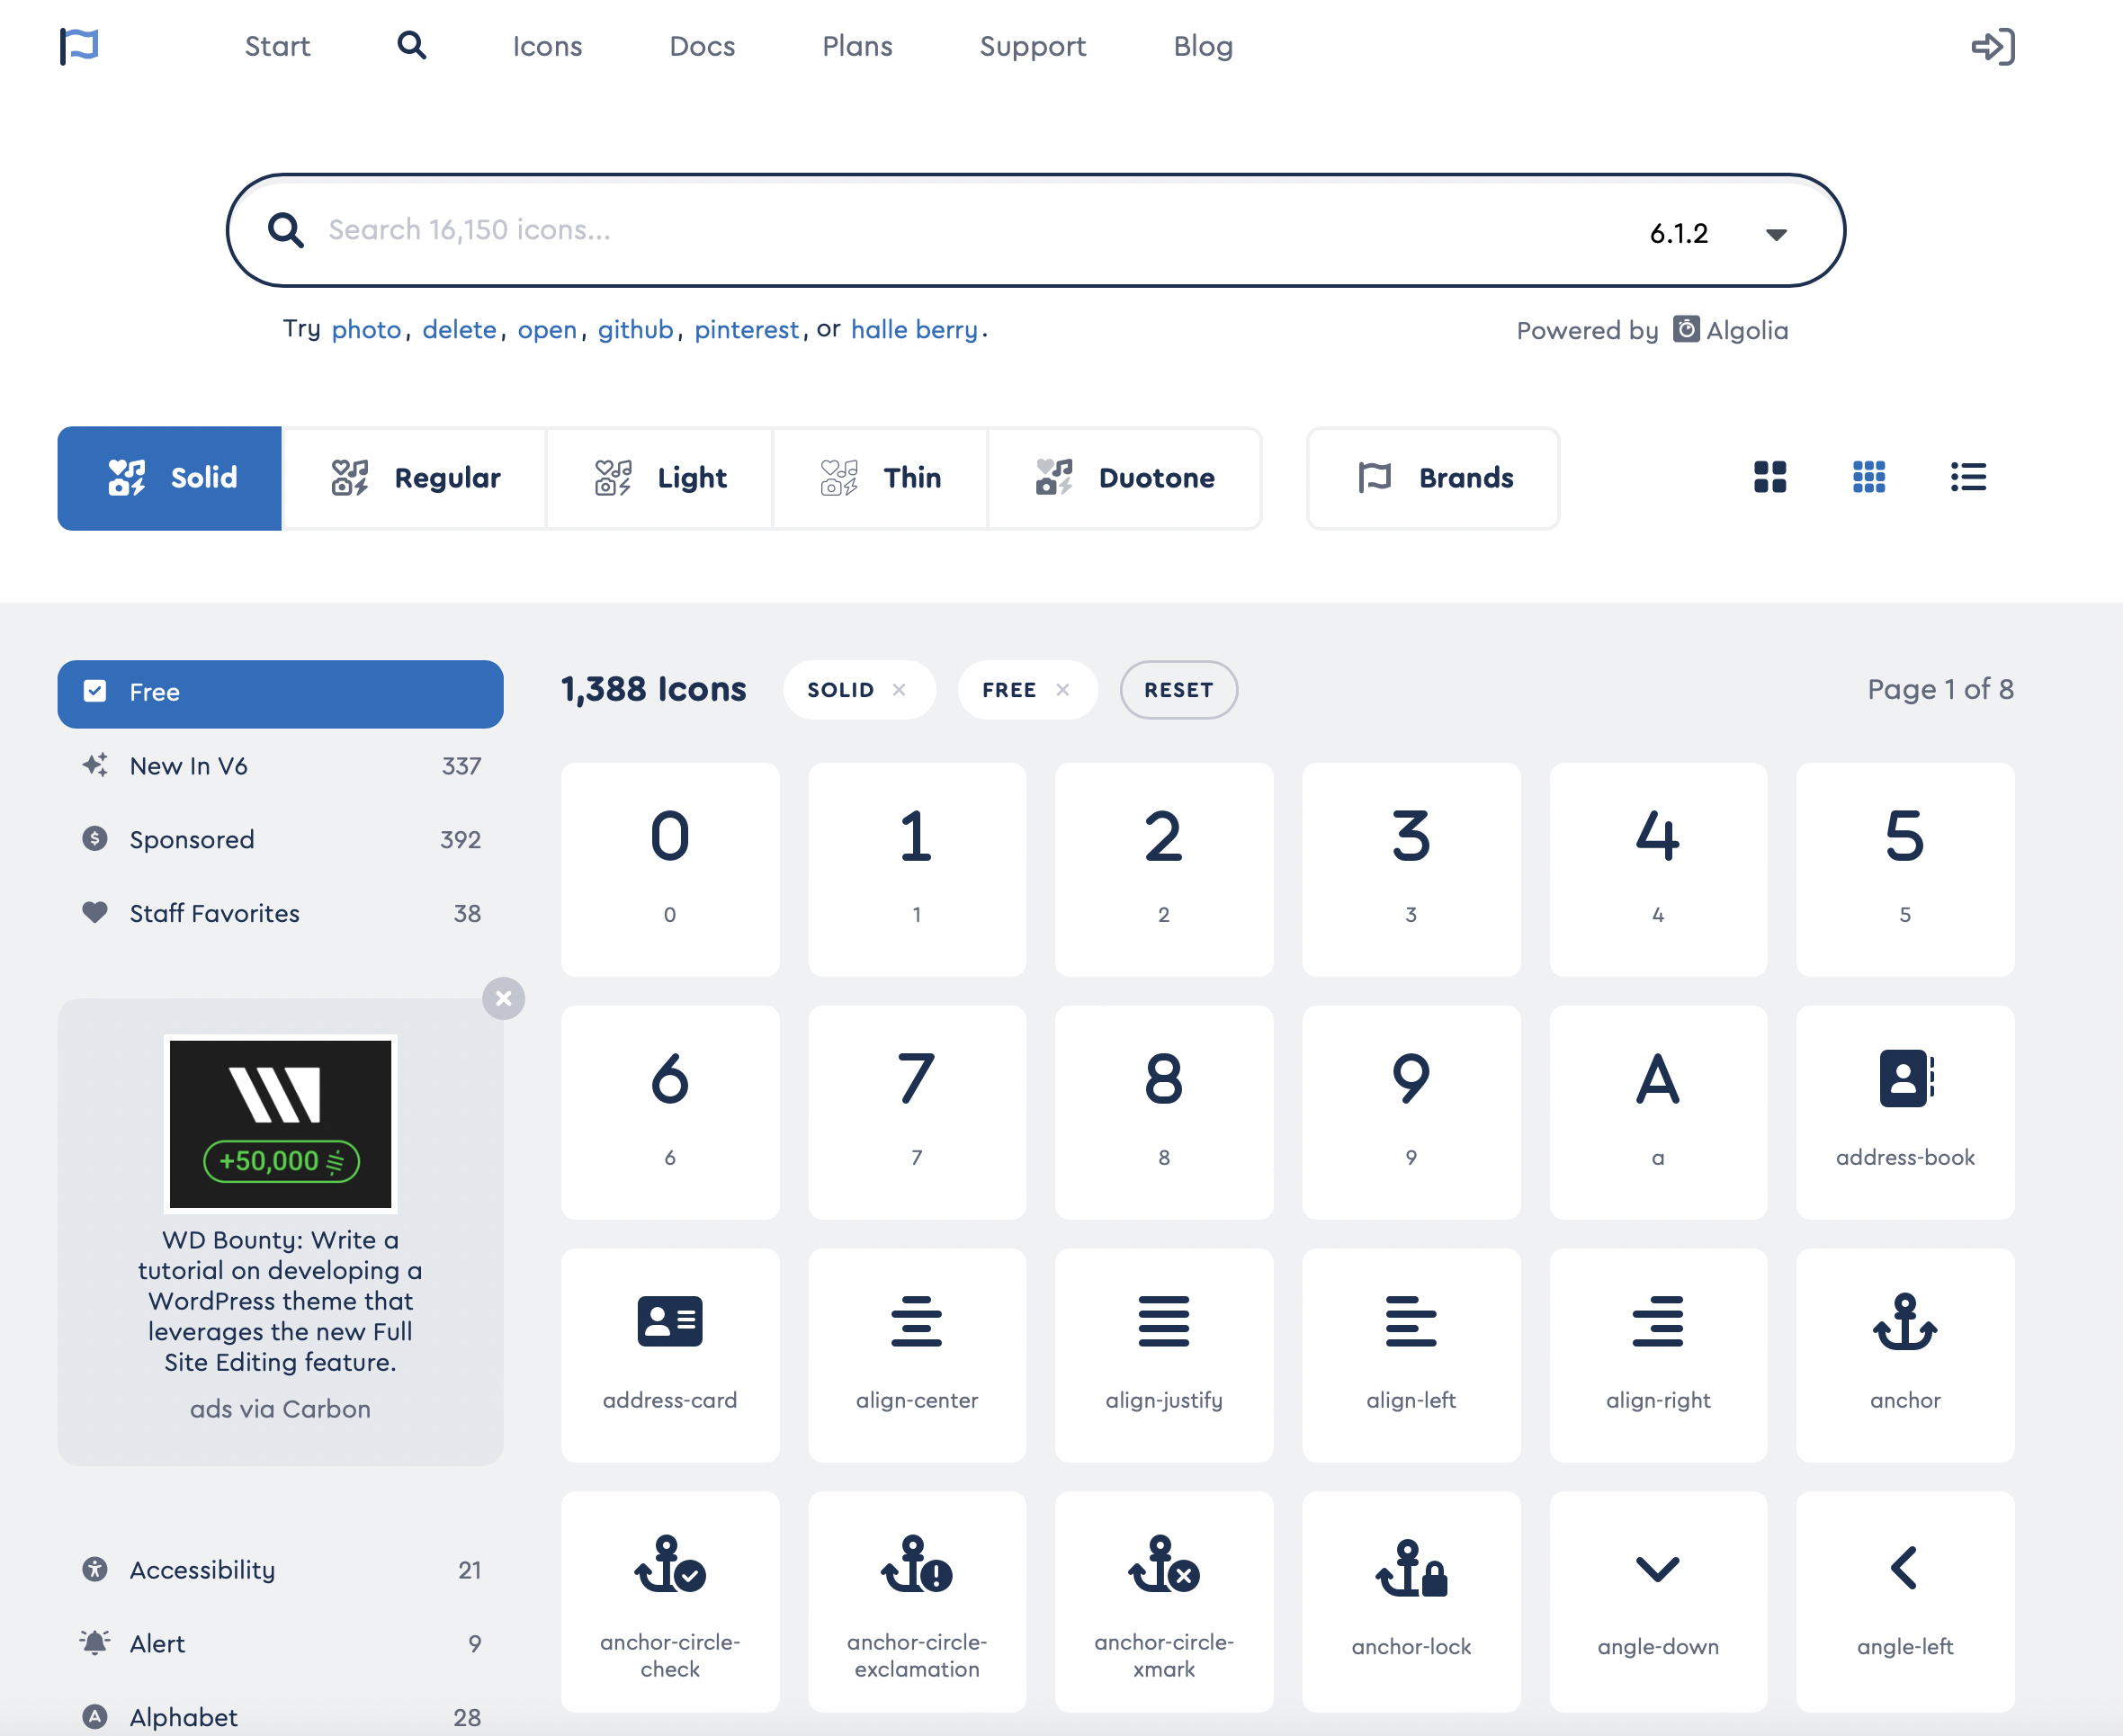 Start Icons Docs Plans Support Blog
Search 16,150 icons... 6.1.2
Try photo, delete, open, github, pinterest, or halle berry. Powered by Algolia
Solid Regular Light Thin Duotone Brands
Free
New In V6 337
Sponsored 392
Staff Favorites 38
+50,000
WD Bounty: Write a
tutorial on developing a
WordPress theme that
leverages the new Full
Site Editing feature.
ads via Carbon
Accessibility 21
Alert 9
Alphabet 28
1,388 Icons SOLID × FREE × RESET Page 1 of 8
0 1 2 3 4 5
0 1 2 3 4 5
6 7 8 9 A
6 7 8 9 a address-book
address-card align-center align-justify align-left align-right anchor
anchor-circle- anchor-circle- anchor-circle- anchor-lock angle-down angle-left
check exclamation xmark